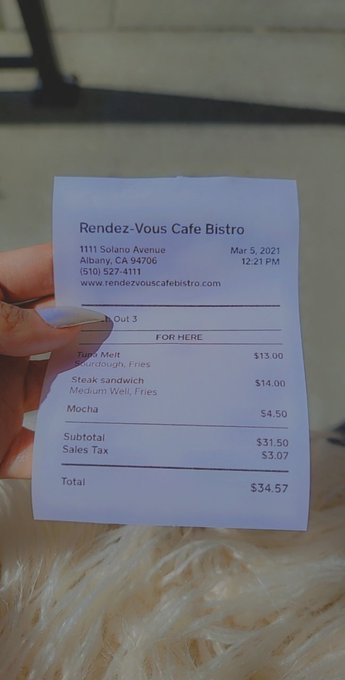 Rendez-Vous Cafe Bistro
1111 Solano Avenue Mar 5, 2021
Albany, CA 94706 12:21 PM
(510) 527-4111
www.rendezvouscafebistro.com
Out 3
FOR HERE
Tuna Melt $13.00
Sourdough, Fries
Steak sandwich $14.00
Medium Well, Fries
Mocha $4.50
Subtotal $31.50
Sales Tax $3.07
Total $34.57